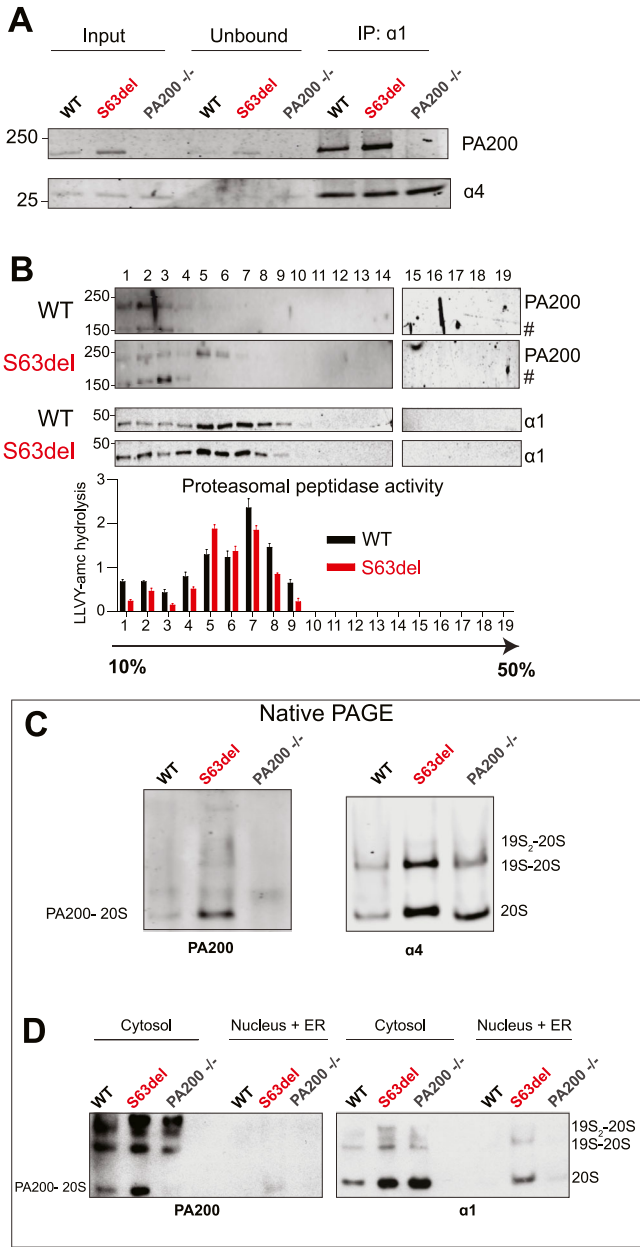 A
Input Unbound IP: α1
WT S63del PA200 -/- WT S63del PA200 -/- WT S63del PA200 -/-
250 PA200
25 α4
B
1 2 3 4 5 6 7 8 9 10 11 12 13 14 15 16 17 18 19
WT 250 PA200
150 #
S63del 250 PA200
150 #
WT 50 α1
S63del 50 α1
Proteasomal peptidase activity
LLVY-amc hydrolysis
3
2
1
0
WT
S63del
1 2 3 4 5 6 7 8 9 10 11 12 13 14 15 16 17 18 19
10% 50%
C
Native PAGE
WT S63del PA200 -/- WT S63del PA200 -/-
19S2-20S
19S-20S
PA200- 20S 20S
PA200 α4
D
Cytosol Nucleus + ER Cytosol Nucleus + ER
WT S63del PA200 -/- WT S63del PA200 -/- WT S63del PA200 -/- WT S63del PA200 -/-
19S2-20S
19S-20S
PA200- 20S 20S
PA200 α1